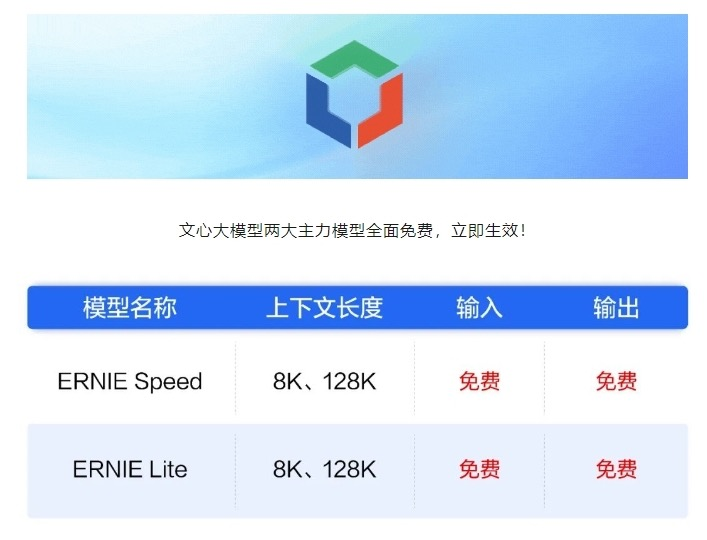 文心大模型两大主力模型全面免费，立即生效！
模型名称 上下文长度 输入 输出
ERNIE Speed 8K、128K 免费 免费
ERNIE Lite 8K、128K 免费 免费